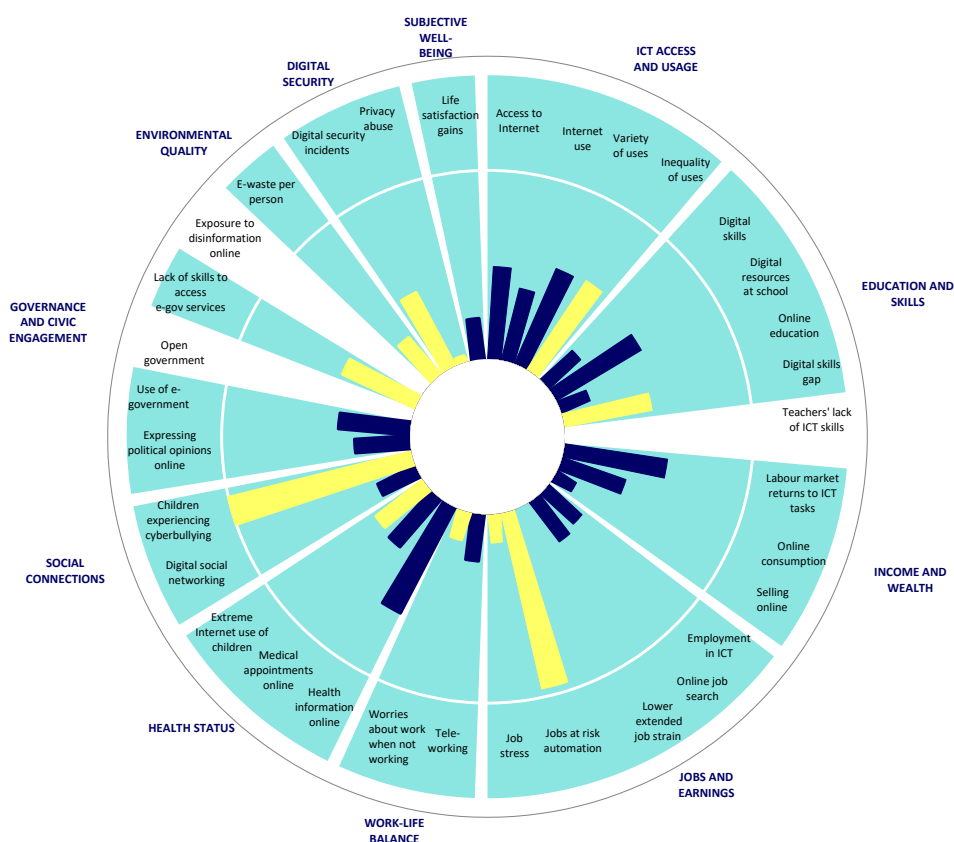 SUBJECTIVE
WELL-
BEING
ICT ACCESS
AND USAGE
DIGITAL
SECURITY
ENVIRONMENTAL
QUALITY
Life
satisfaction
gains
Access to
Internet
Internet
use
Variety
of uses
Inequality
of uses
Privacy
abuse
Digital security
incidents
E-waste per
person
Exposure to
disinformation
online
Lack of skills to
access
e-gov services
GOVERNANCE
AND CIVIC
ENGAGEMENT
Open
government
Use of e-
government
Expressing
political opinions
online
Digital
skills
Digital
resources
at school
Online
education
Digital skills
gap
Teachers' lack
of ICT skills
EDUCATION AND
SKILLS
Labour market
returns to ICT
tasks
Online
consumption
Selling
online
INCOME AND
WEALTH
Children
experiencing
cyberbullying
Digital social
networking
SOCIAL
CONNECTIONS
Extreme
Internet use of
children
Medical
appointments
online
Health
information
online
HEALTH STATUS
Worries
about work
when not
working
Tele-
working
WORK-LIFE
BALANCE
Job
stress
Jobs at risk
automation
Lower
extended
job strain
Online job
search
Employment
in ICT
JOBS AND
EARNINGS